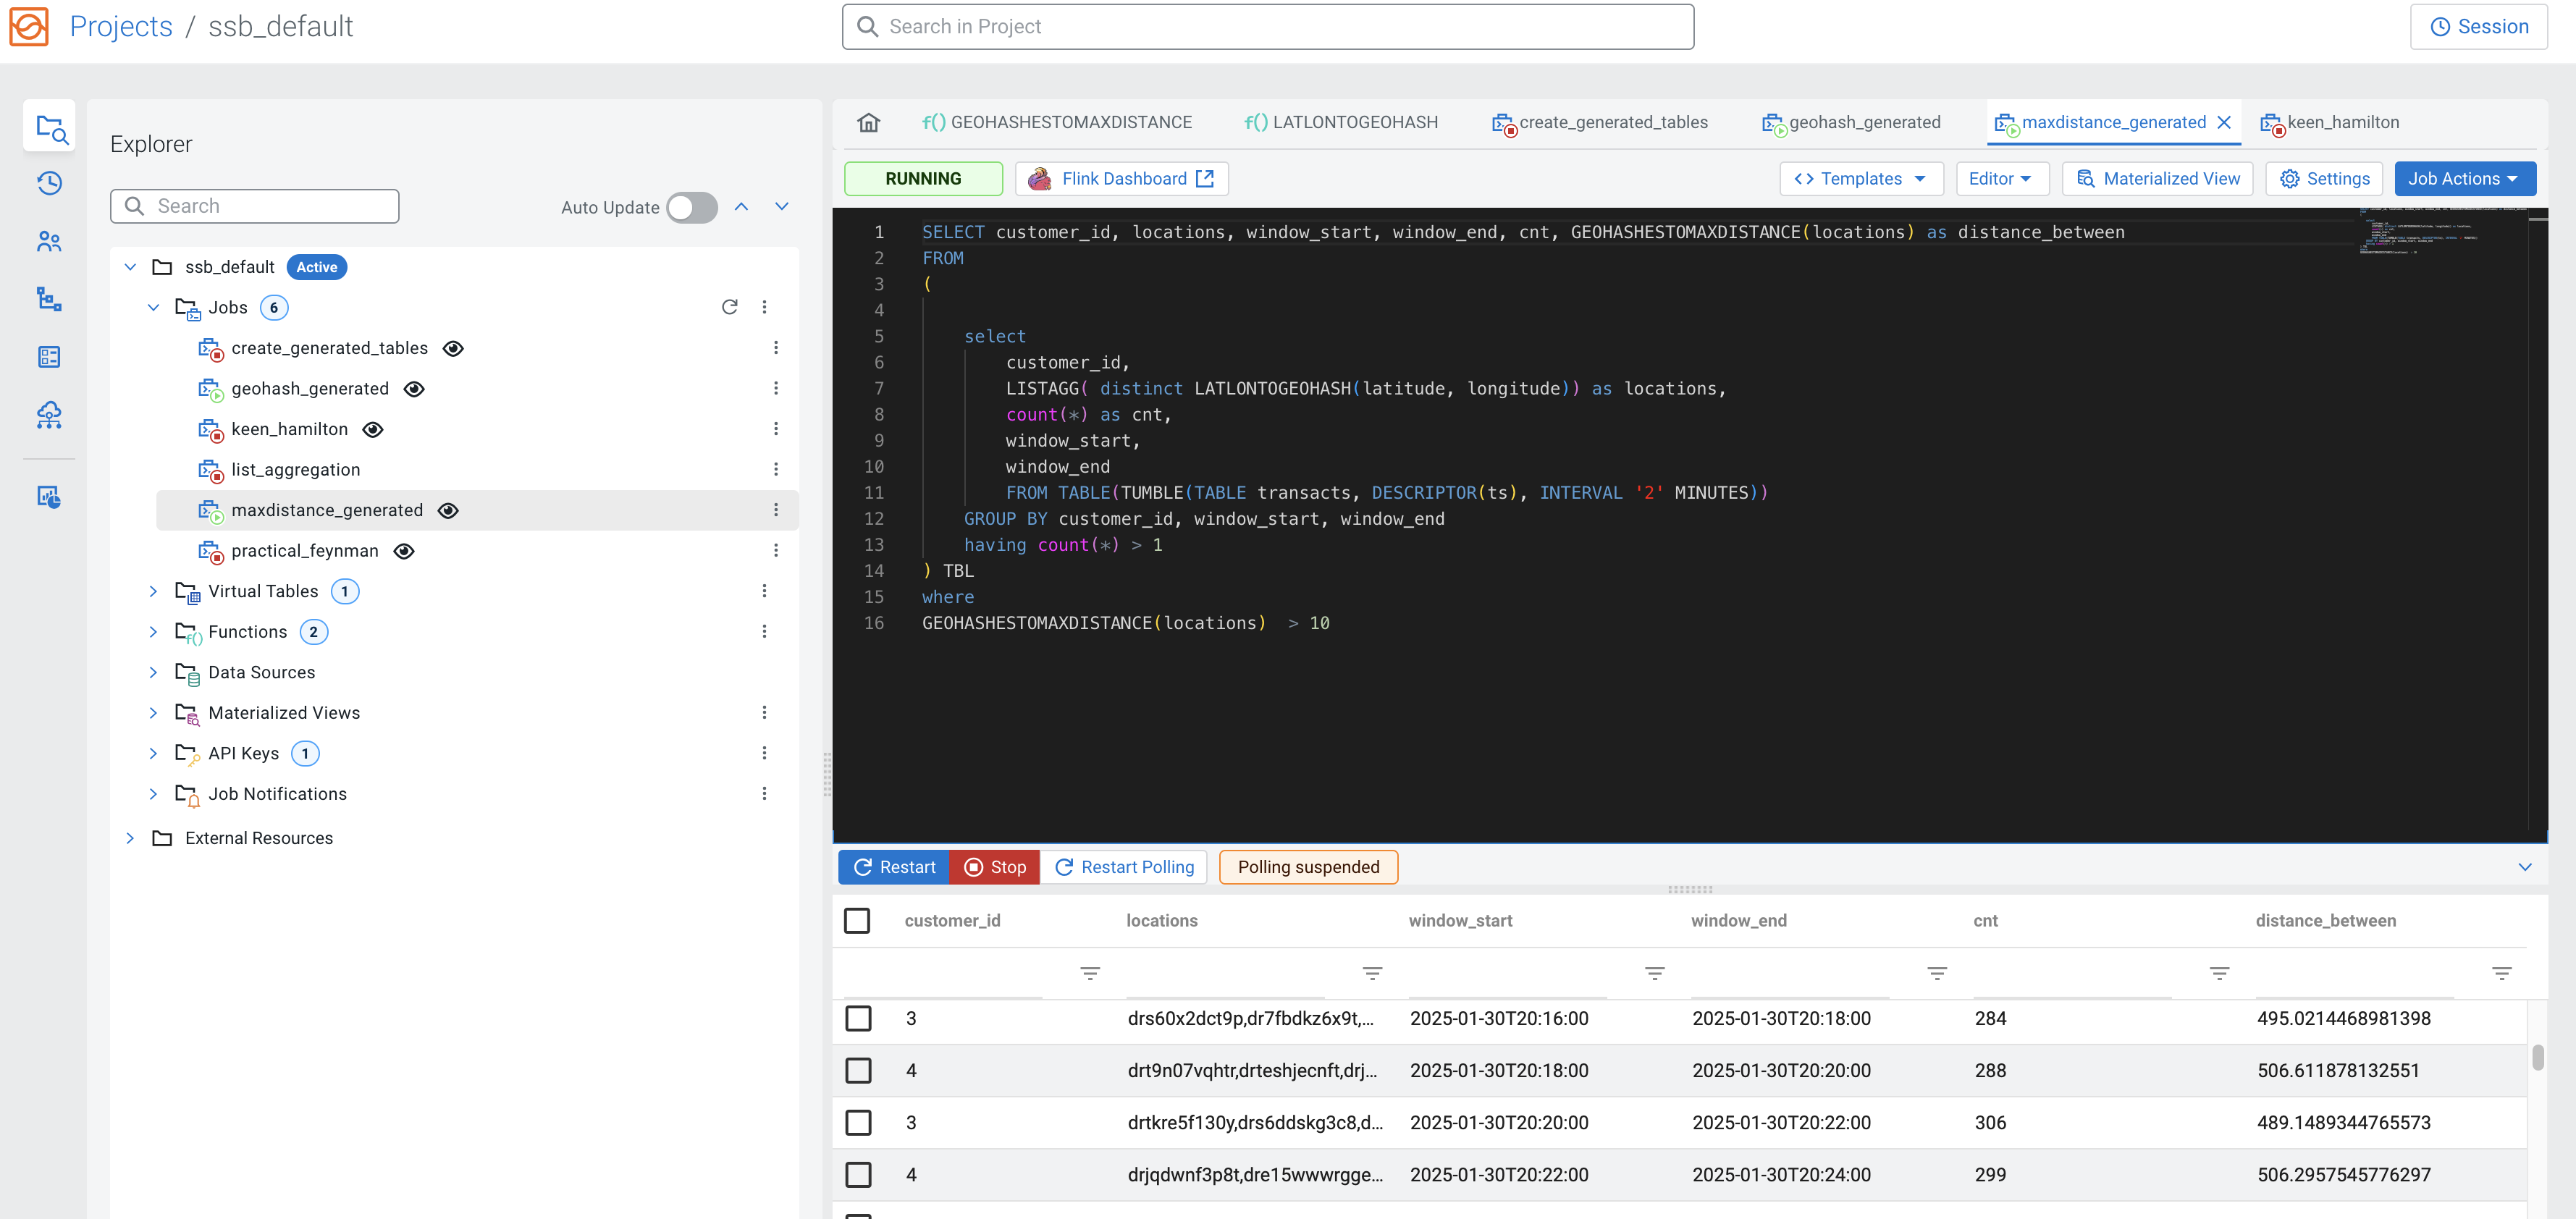 Projects / ssb_default
Search in Project
Session
Explorer
Search
Auto Update
ssb_default Active
Jobs 6
create_generated_tables
geohash_generated
keen_hamilton
list_aggregation
maxdistance_generated
practical_feynman
Virtual Tables 1
Functions 2
Data Sources
Materialized Views
API Keys 1
Job Notifications
External Resources
f() GEOHASHESTOMAXDISTANCE f() LATLONTOGEOHASH create_generated_tables geohash_generated maxdistance_generated keen_hamilton
RUNNING Flink Dashboard Templates Editor Materialized View Settings Job Actions
1 SELECT customer_id, locations, window_start, window_end, cnt, GEOHASHESTOMAXDISTANCE(locations) as distance_between
2 FROM
3 (
4
5 select
6 customer_id,
7 LISTAGG( distinct LATLONTOGEOHASH(latitude, longitude)) as locations,
8 count(*) as cnt,
9 window_start,
10 window_end
11 FROM TABLE(TUMBLE(TABLE transacts, DESCRIPTOR(ts), INTERVAL '2' MINUTES))
12 GROUP BY customer_id, window_start, window_end
13 having count(*) > 1
14 ) TBL
15 where
16 GEOHASHESTOMAXDISTANCE(locations)  > 10
Restart Stop Restart Polling Polling suspended
customer_id locations window_start window_end cnt distance_between
3 drs60x2dct9p,dr7fbdkz6x9t,... 2025-01-30T20:16:00 2025-01-30T20:18:00 284 495.0214468981398
4 drt9n07vqhtr,drteshjecnft,drj... 2025-01-30T20:18:00 2025-01-30T20:20:00 288 506.611878132551
3 drtkre5f130y,drs6ddskg3c8,d... 2025-01-30T20:20:00 2025-01-30T20:22:00 306 489.1489344765573
4 drjqdwnf3p8t,dre15wwwrgge... 2025-01-30T20:22:00 2025-01-30T20:24:00 299 506.2957545776297